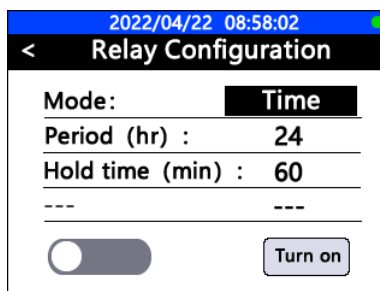 2022/04/22 08:58:02
< Relay Configuration
Mode: Time
Period (hr) : 24
Hold time (min) : 60
--- ---
Turn on